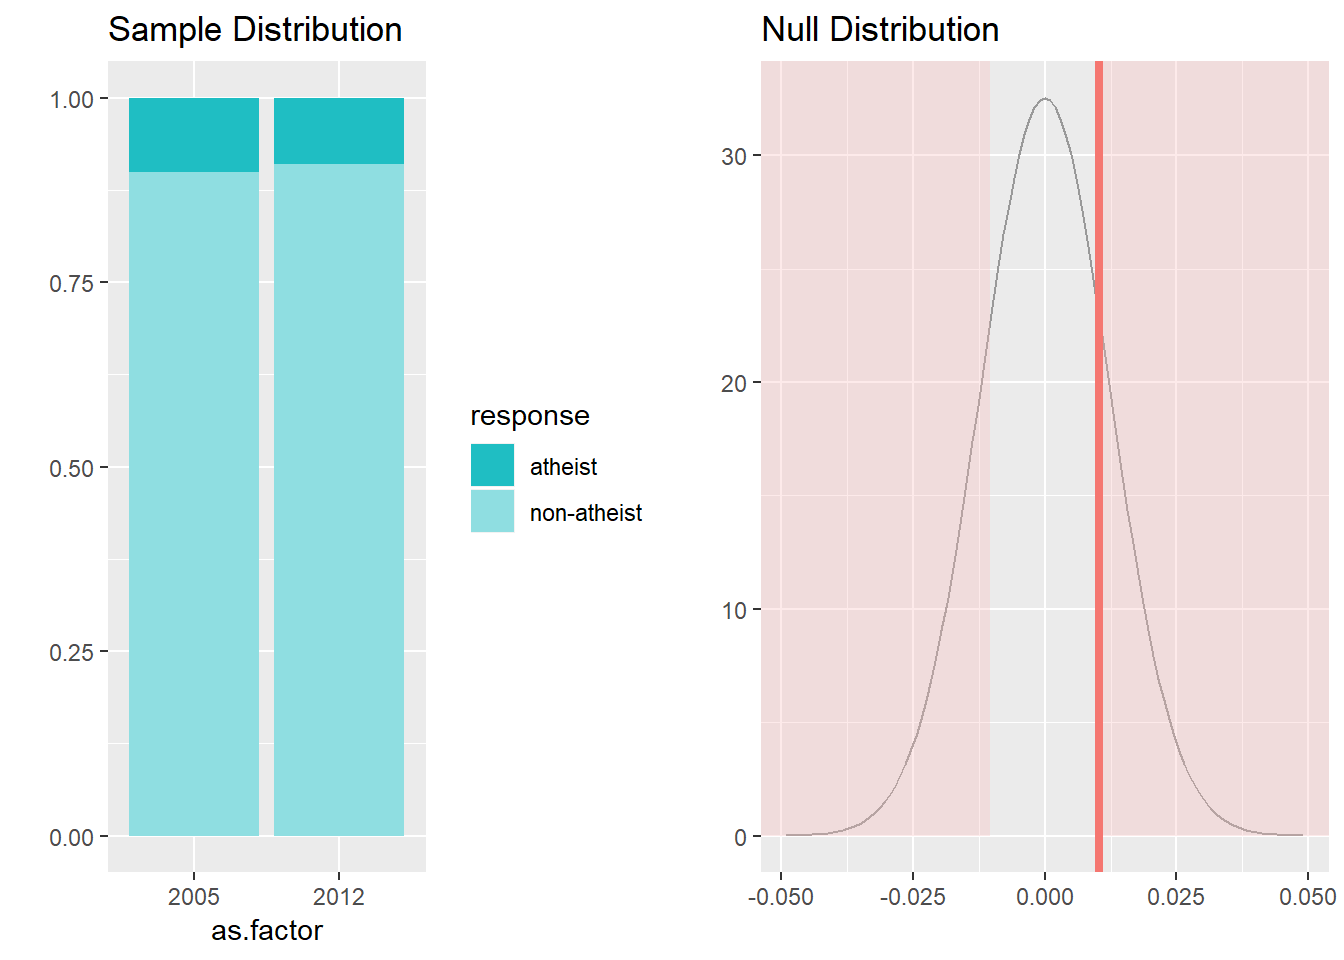 Sample Distribution
1.00
0.75
0.50
0.25
0.00
2005 2012
as.factor
response
atheist
non-atheist
Null Distribution
30
20
10
0
-0.050 -0.025 0.000 0.025 0.050